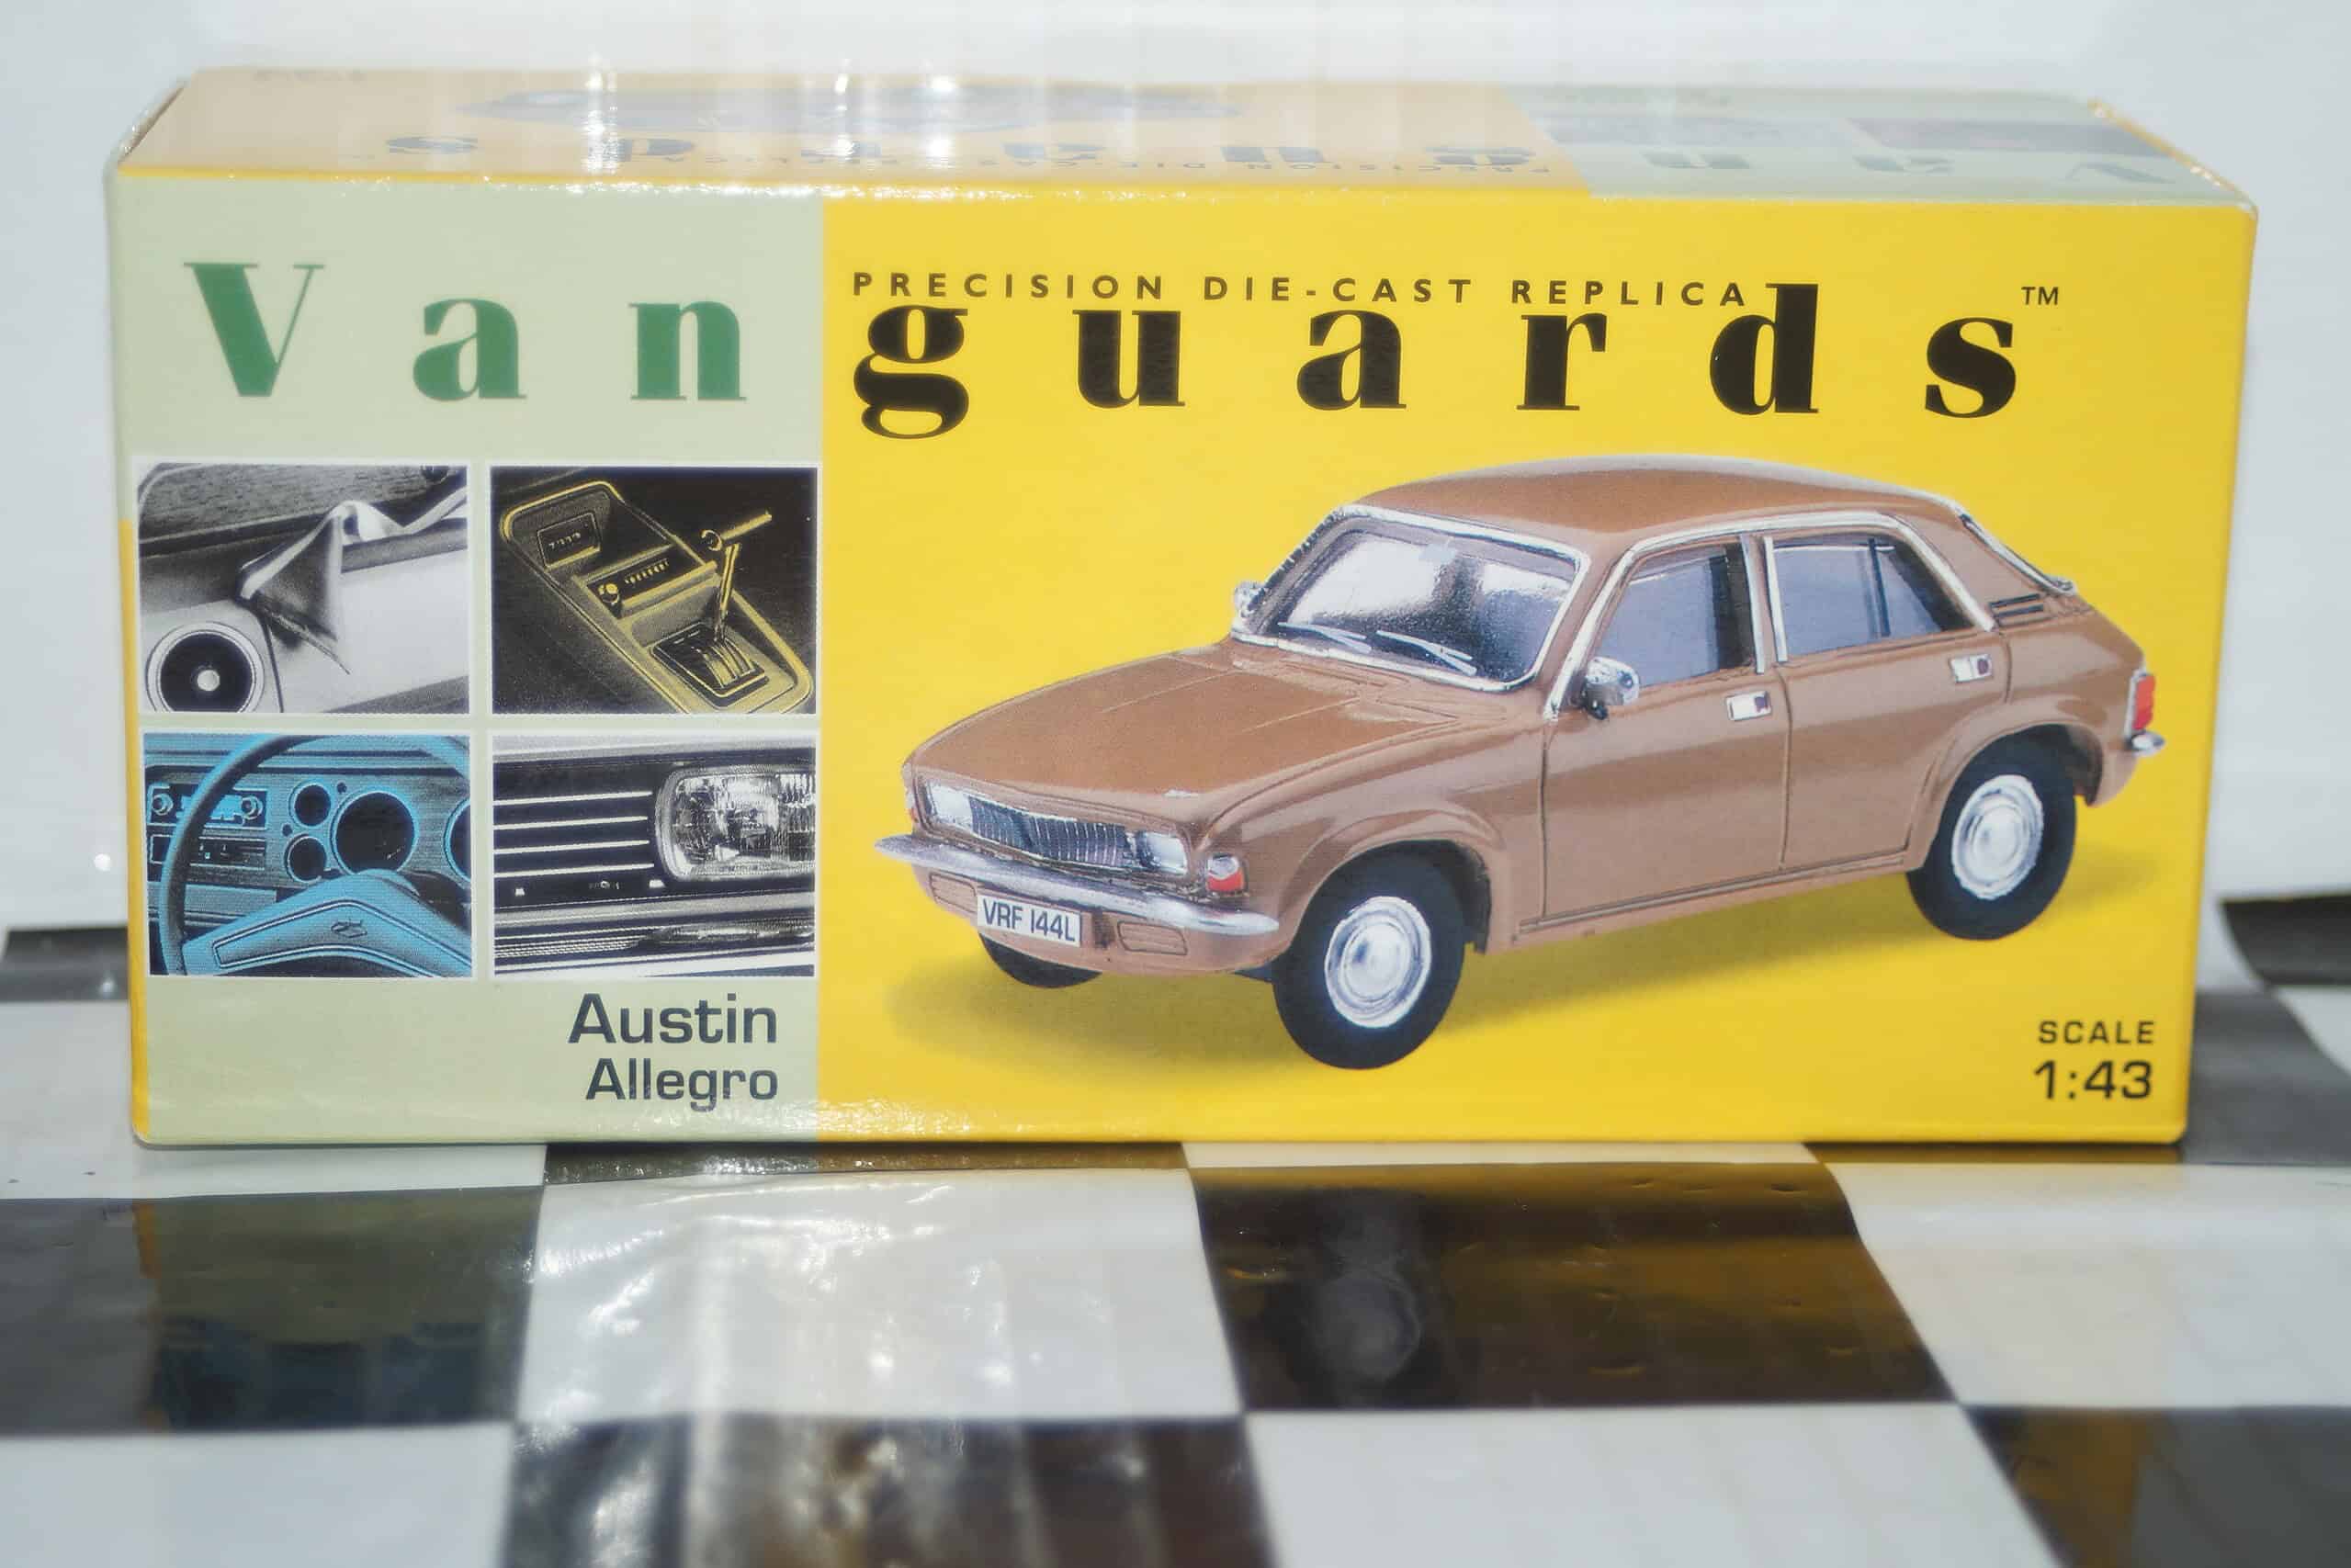 Vanguards™
PRECISION DIE-CAST REPLICA
VRF 144L
Austin
Allegro
SCALE
1:43